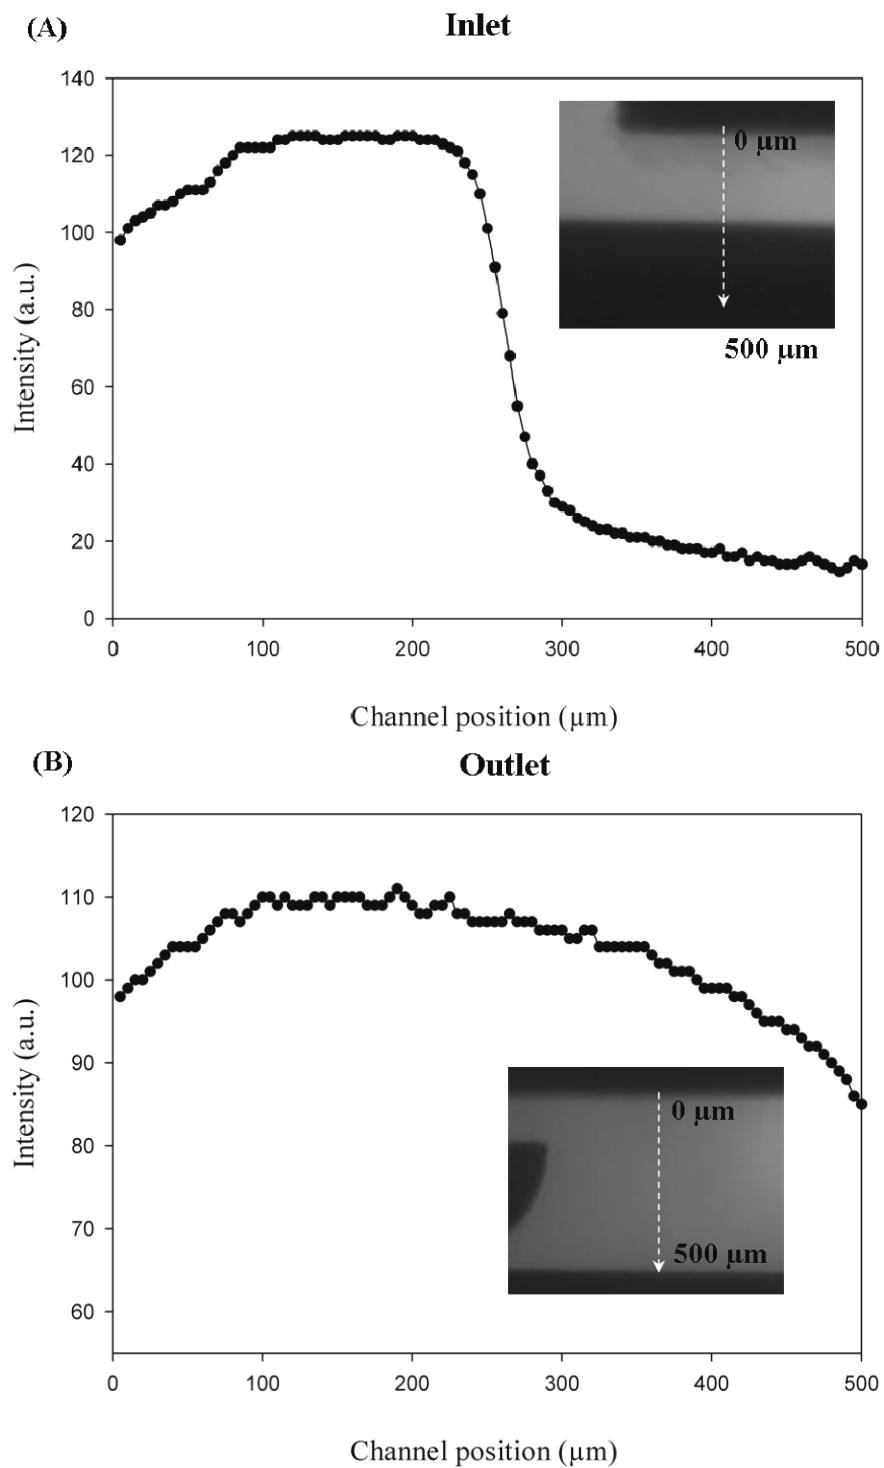 (A)
Inlet
140
120
100
80
60
40
20
0
Intensity (a.u.)
0 μm
500 μm
0 100 200 300 400 500
Channel position (μm)
(B)
Outlet
120
110
100
90
80
70
60
Intensity (a.u.)
0 μm
500 μm
0 100 200 300 400 500
Channel position (μm)